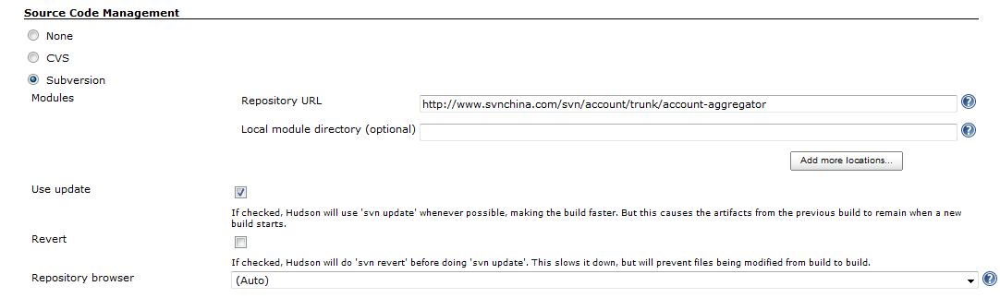 Source Code Management
None
CVS
Subversion
Modules
Repository URL
http://www.svnchina.com/svn/account/trunk/account-aggregator
Local module directory (optional)
Add more locations...
Use update
If checked, Hudson will use 'svn update' whenever possible, making the build faster. But this causes the artifacts from the previous build to remain when a new
build starts.
Revert
If checked, Hudson will do 'svn revert' before doing 'svn update'. This slows it down, but will prevent files being modified from build to build.
Repository browser
(Auto)